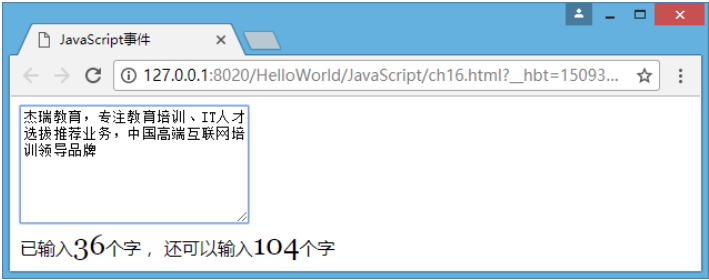 JavaScript事件
127.0.0.1:8020/HelloWorld/JavaScript/ch16.html?__hbt=15093...
杰瑞教育，专注教育培训、IT人才
选拔推荐业务，中国高端互联网培
训领导品牌
已输入36个字 ，还可以输入104个字